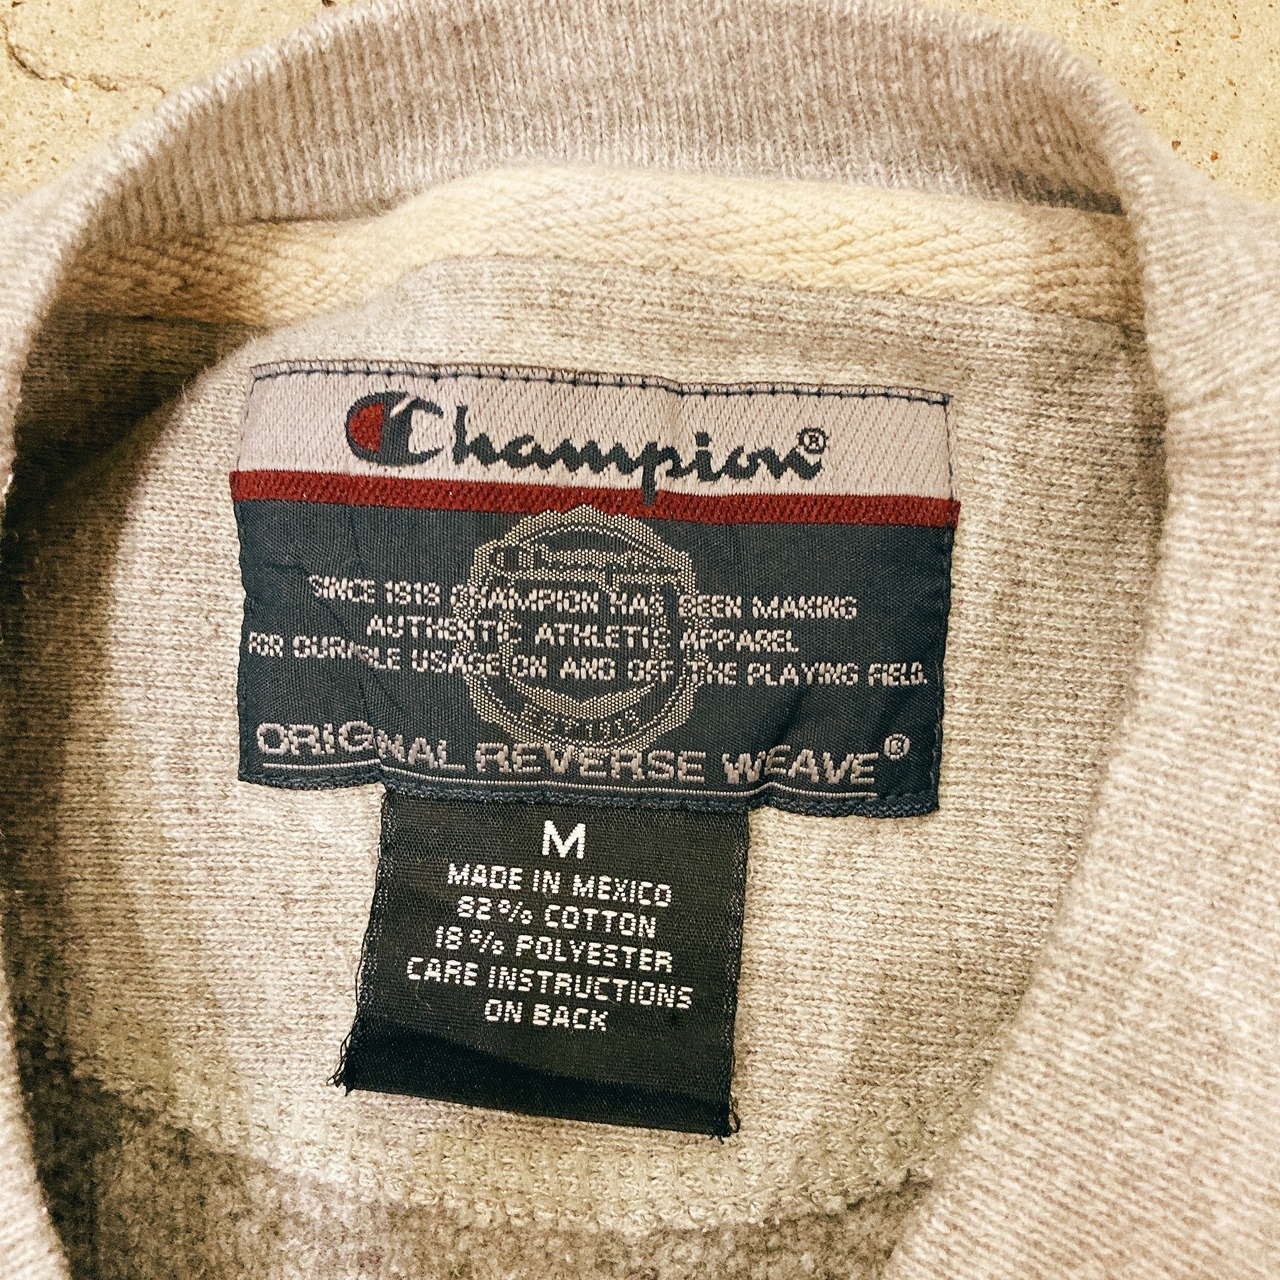 Champion®
SINCE 1919 CHAMPION HAS BEEN MAKING
AUTHENTIC ATHLETIC APPAREL
FOR DURABLE USAGE ON AND OFF THE PLAYING FIELD.
ORIGINAL REVERSE WEAVE®
M
MADE IN MEXICO
82% COTTON
18% POLYESTER
CARE INSTRUCTIONS
ON BACK